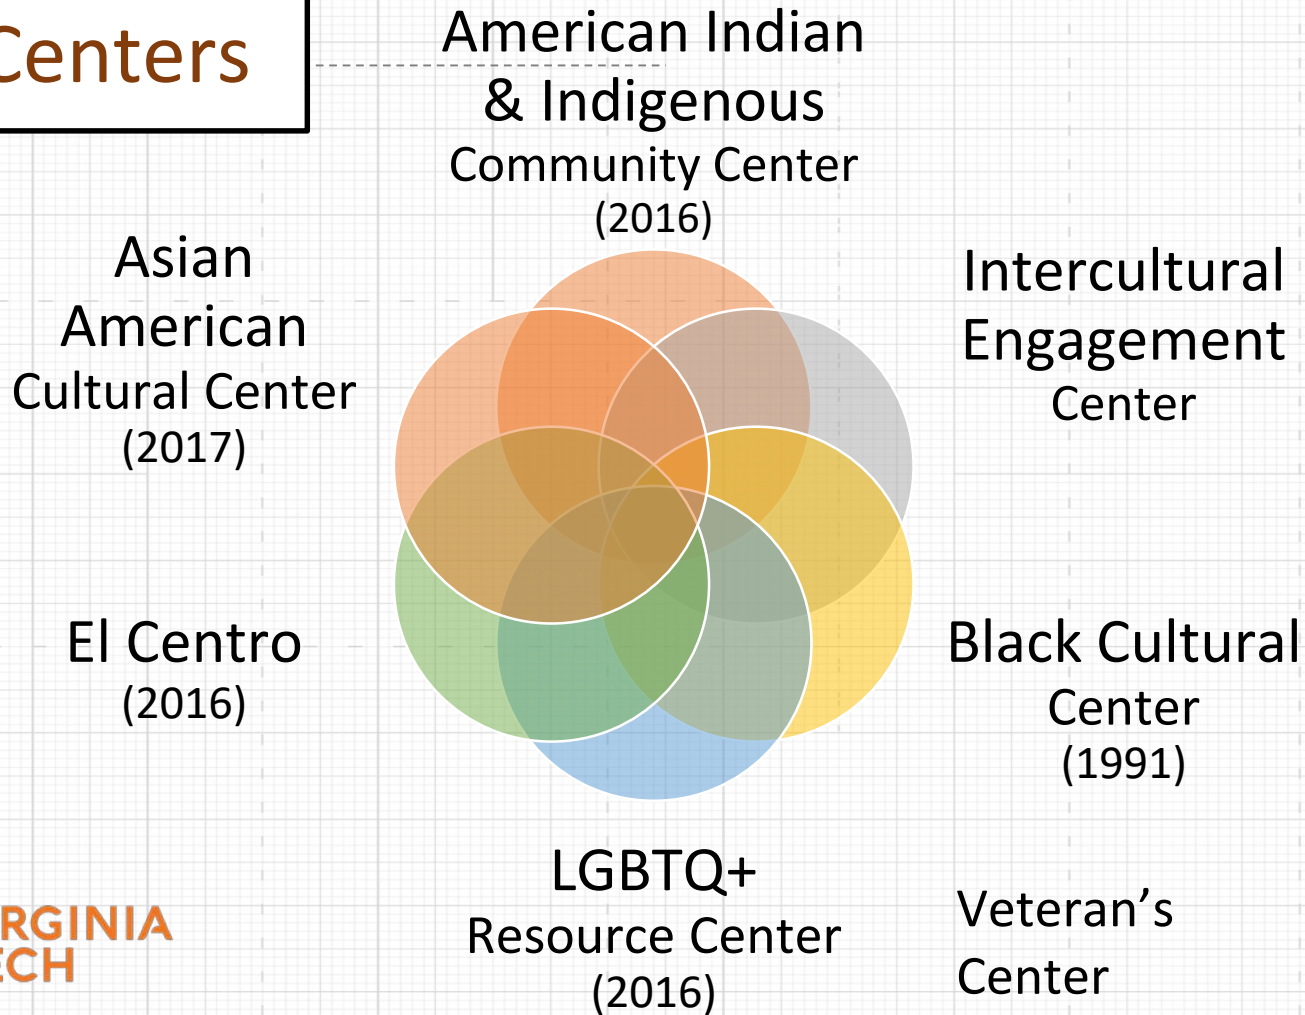 Centers
American Indian
& Indigenous
Community Center
(2016)
Asian
American
Cultural Center
(2017)
Intercultural
Engagement
Center
El Centro
(2016)
Black Cultural
Center
(1991)
LGBTQ+
Resource Center
(2016)
Veteran’s
Center
RGINIA
ECH